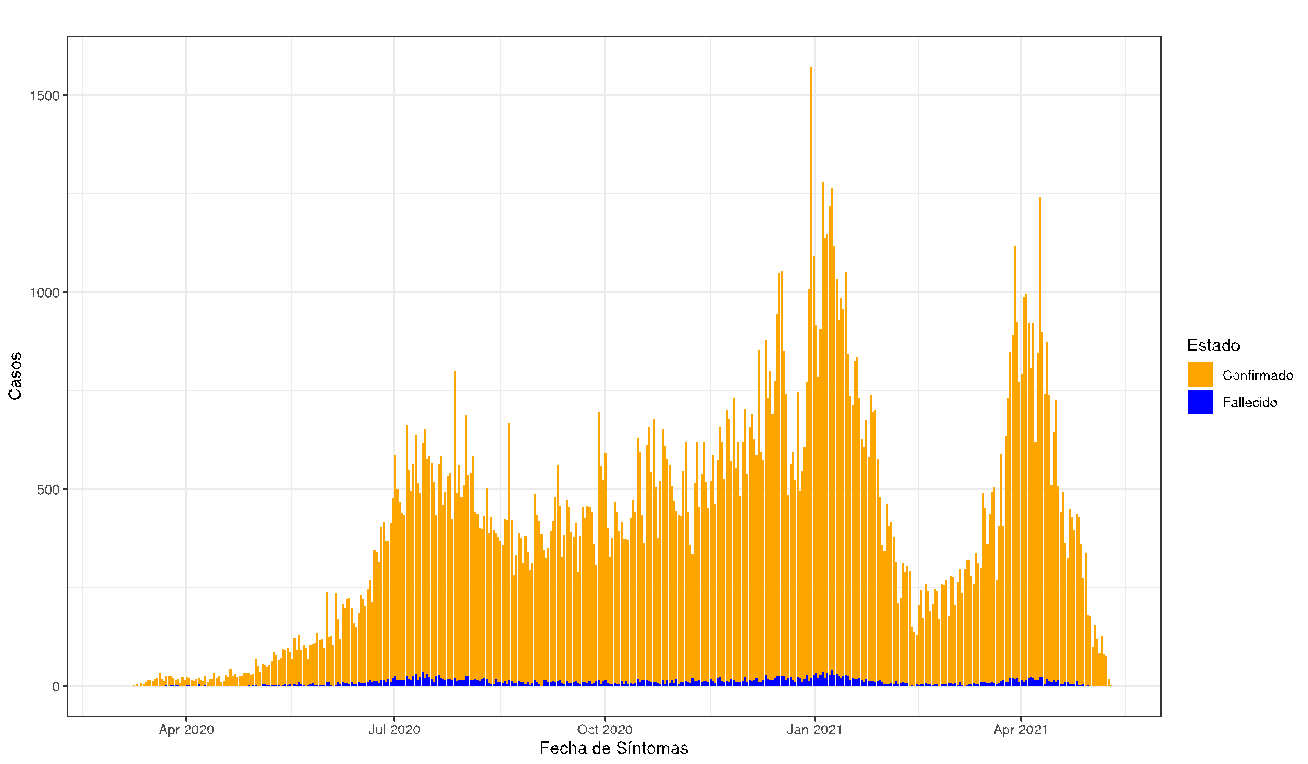 1500
1000
500
0
Casos
Apr 2020
Jul 2020
Oct 2020
Jan 2021
Apr 2021
Fecha de Síntomas
Estado
Confirmado
Fallecido